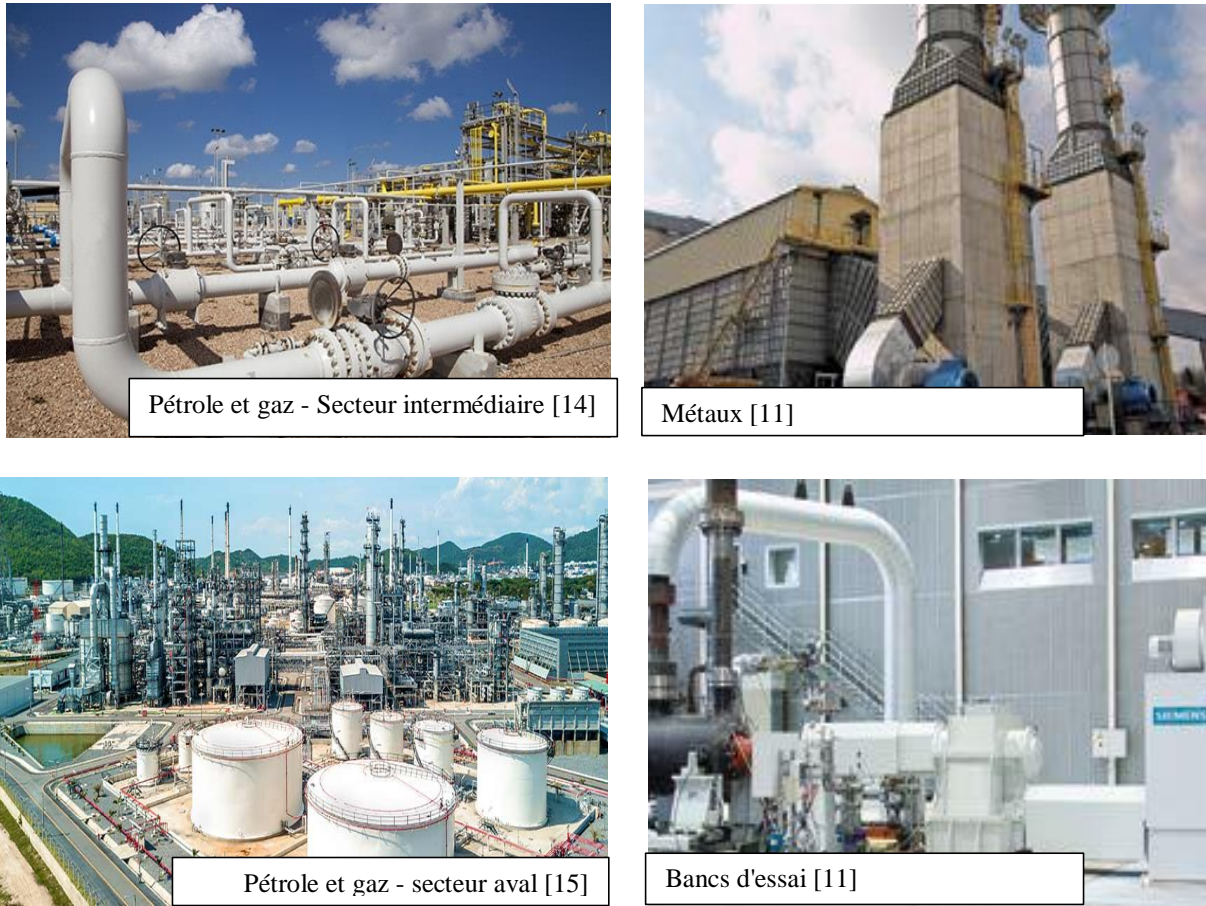 Pétrole et gaz - Secteur intermédiaire [14]
Métaux [11]
Pétrole et gaz - secteur aval [15]
Bancs d'essai [11]
SIEMENS